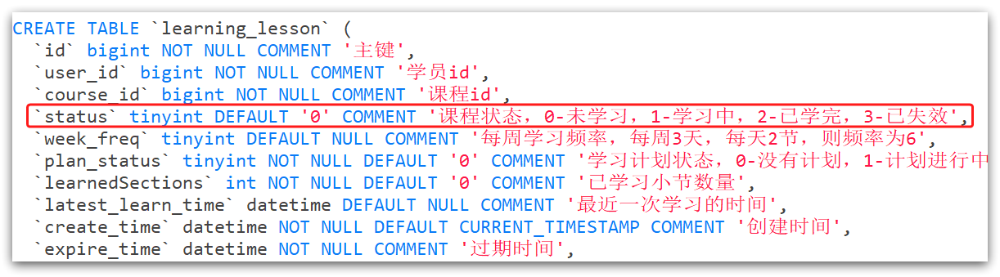 CREATE TABLE `learning_lesson` (
  `id` bigint NOT NULL COMMENT '主键',
  `user_id` bigint NOT NULL COMMENT '学员id',
  `course_id` bigint NOT NULL COMMENT '课程id',
  `status` tinyint DEFAULT '0' COMMENT '课程状态，0-未学习，1-学习中，2-已学完，3-已失效',
  `week_freq` tinyint DEFAULT NULL COMMENT '每周学习频率，每周3天，每天2节，则频率为6',
  `plan_status` tinyint NOT NULL DEFAULT '0' COMMENT '学习计划状态，0-没有计划，1-计划进行中
  `learnedSections` int NOT NULL DEFAULT '0' COMMENT '已学习小节数量',
  `latest_learn_time` datetime DEFAULT NULL COMMENT '最近一次学习的时间',
  `create_time` datetime NOT NULL DEFAULT CURRENT_TIMESTAMP COMMENT '创建时间',
  `expire_time` datetime NOT NULL COMMENT '过期时间',